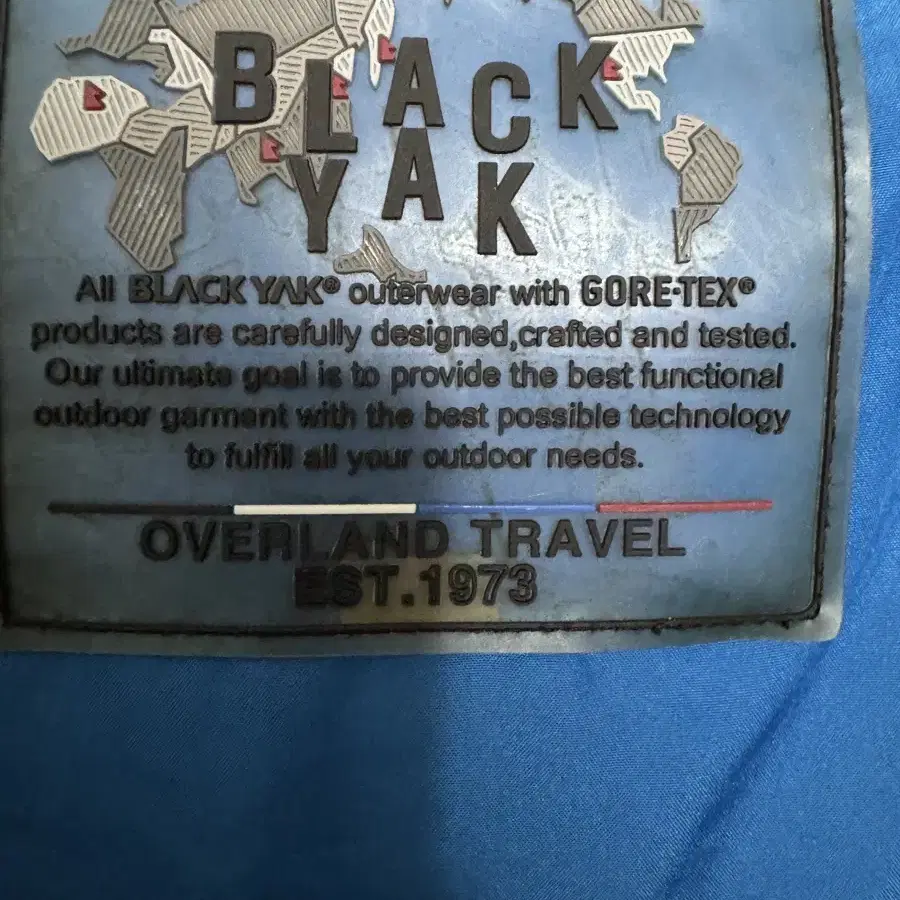 BLACK
YAK
All BLACK YAK® outerwear with GORE-TEX®
products are carefully designed,crafted and tested.
Our ultimate goal is to provide the best functional
outdoor garment with the best possible technology
to fulfill all your outdoor needs.
OVERLAND TRAVEL
EST.1973